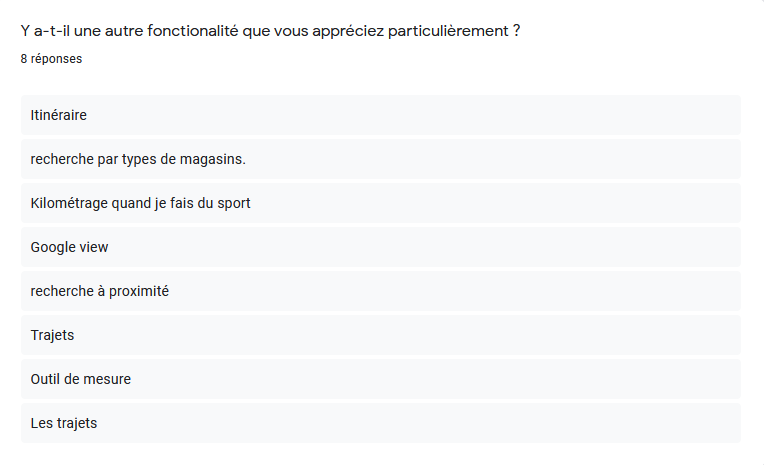 Y a-t-il une autre fonctionalité que vous appréciez particulièrement ?
8 réponses
Itinéraire
recherche par types de magasins.
Kilométrage quand je fais du sport
Google view
recherche à proximité
Trajets
Outil de mesure
Les trajets